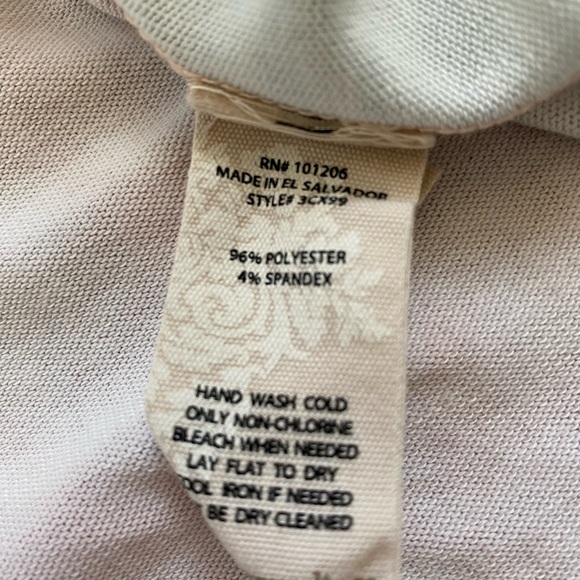 RN# 101206
MADE IN EL SALVADOR
STYLE# 3CX99
96% POLYESTER
4% SPANDEX
HAND WASH COLD
ONLY NON-CHLORINE
BLEACH WHEN NEEDED
LAY FLAT TO DRY
OOL IRON IF NEEDED
BE DRY CLEANED